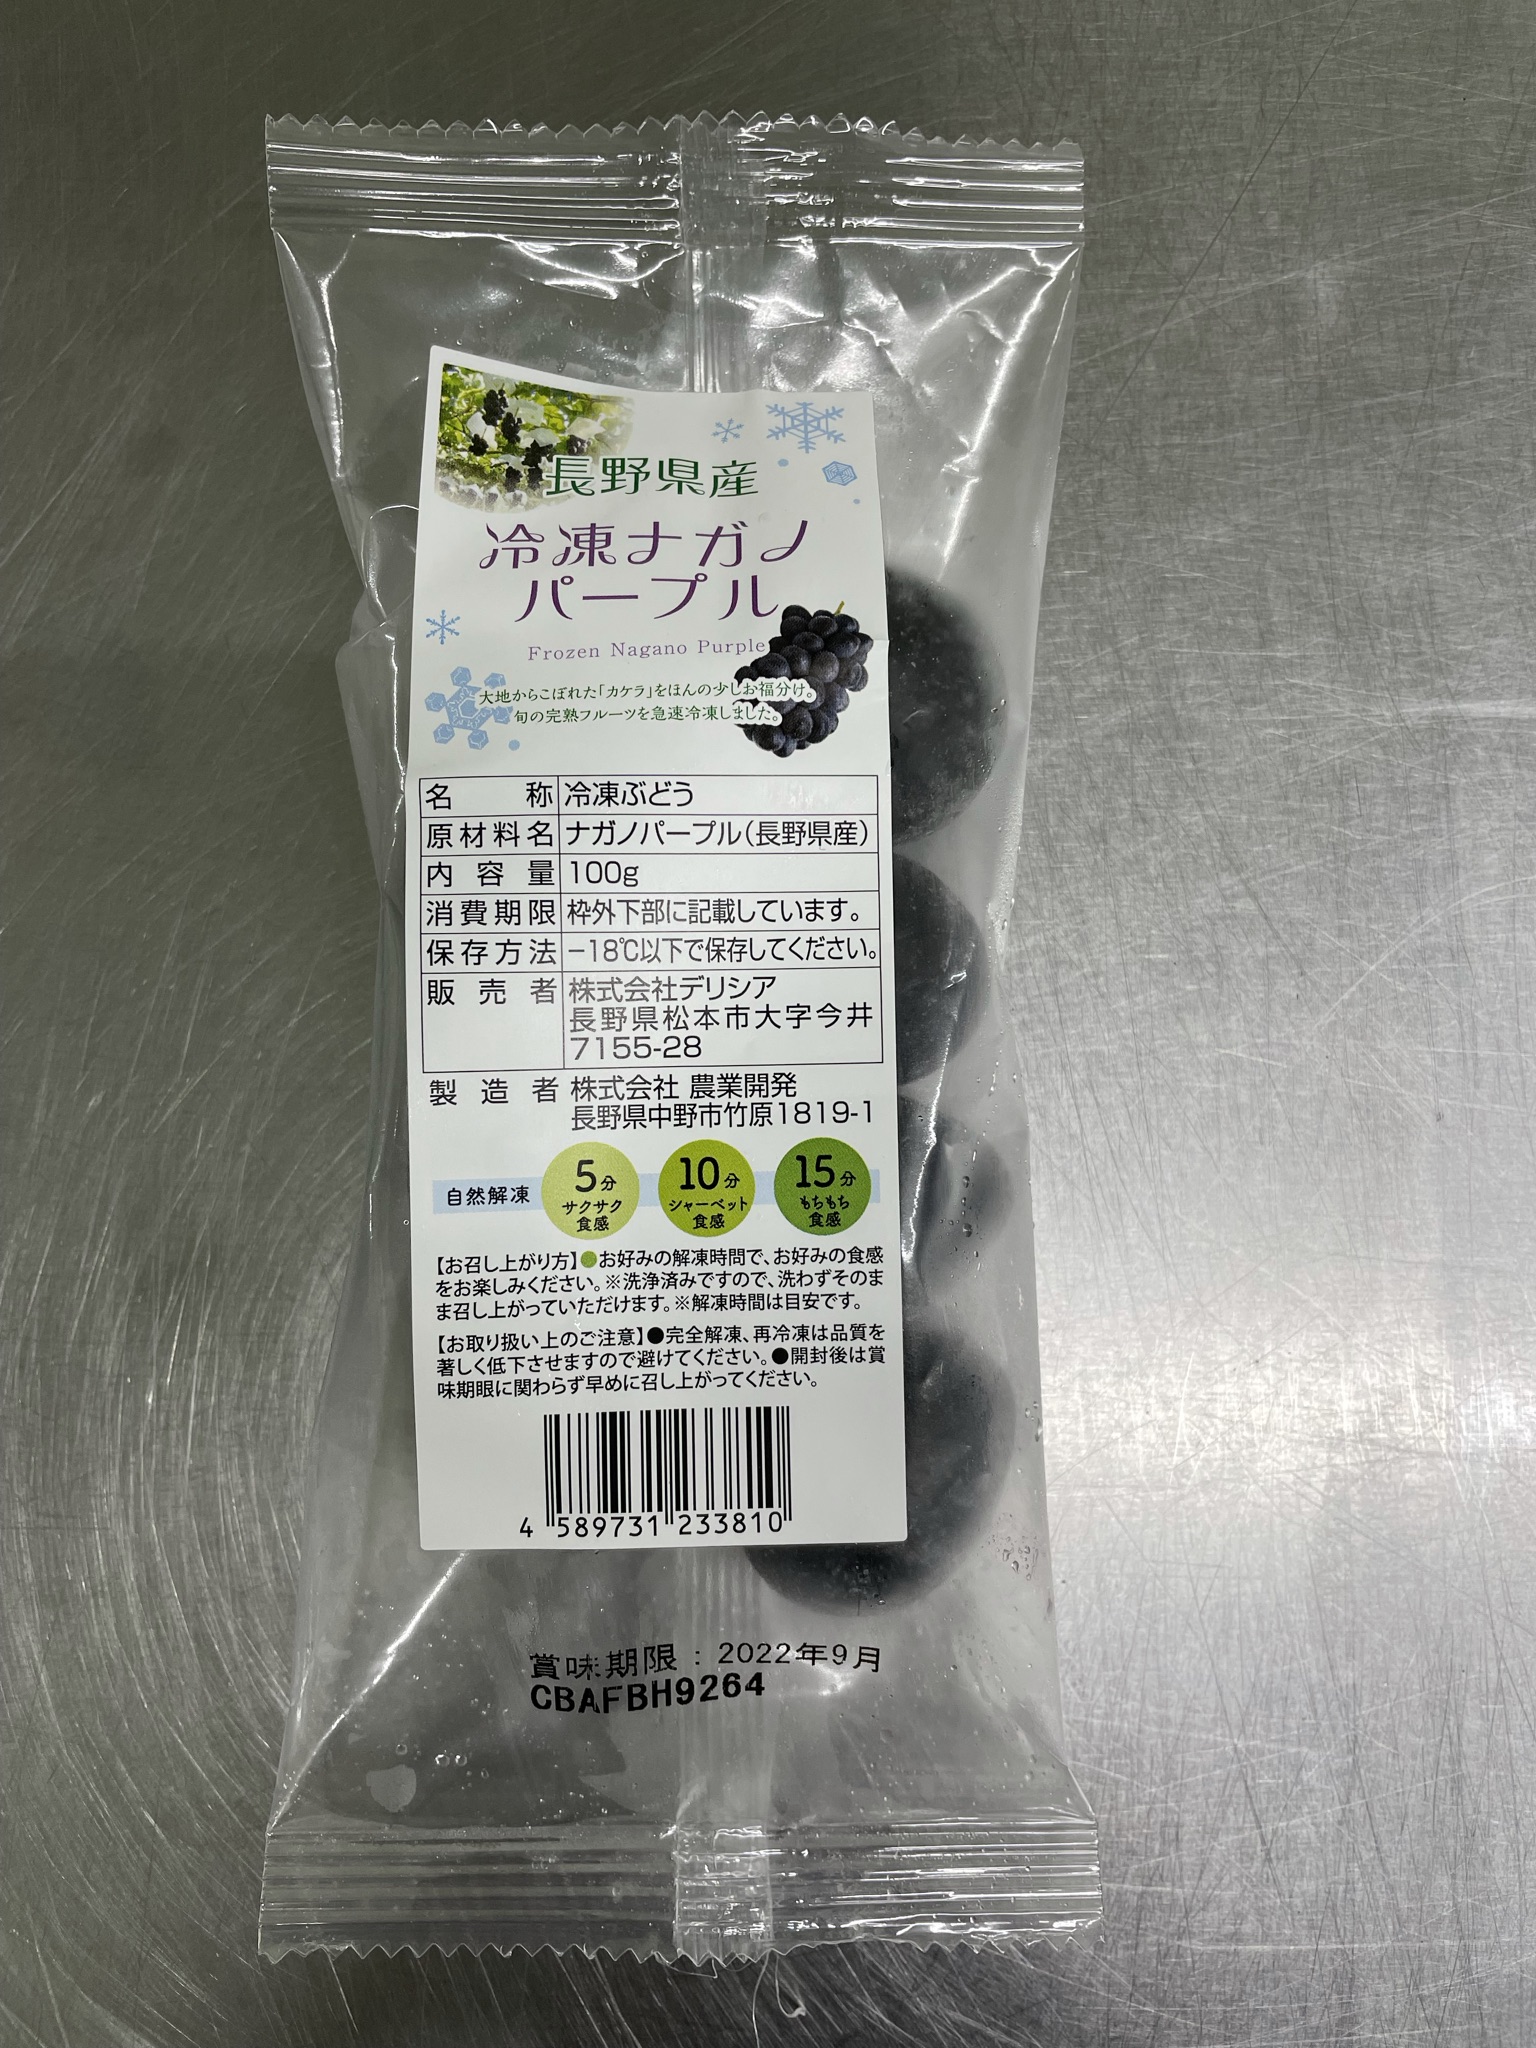 長野県産
冷凍ナガノ
パープル
Frozen Nagano Purple
大地からこぼれた「カケラ」をほんの少しお福分け。
旬の完熟フルーツを急速冷凍しました。
名称 冷凍ぶどう
原材料名 ナガノパープル(長野県産)
内容量 100g
消費期限 枠外下部に記載しています。
保存方法 −18℃以下で保存してください。
販売者 株式会社デリシア
長野県松本市大字今井
7155-28
製造者 株式会社 農業開発
長野県中野市竹原1819-1
自然解凍 5分 サクサク食感 10分 シャーベット食感 15分 もちもち食感
【お召し上がり方】●お好みの解凍時間で、お好みの食感
をお楽しみください。※洗浄済みですので、洗わずそのま
ま召し上がっていただけます。※解凍時間は目安です。
【お取り扱い上のご注意】●完全解凍、再冷凍は品質を
著しく低下させますので避けてください。●開封後は賞
味期眼に関わらず早めに召し上がってください。
4 589731 233810
賞味期限：2022年9月
CBAFBH9264